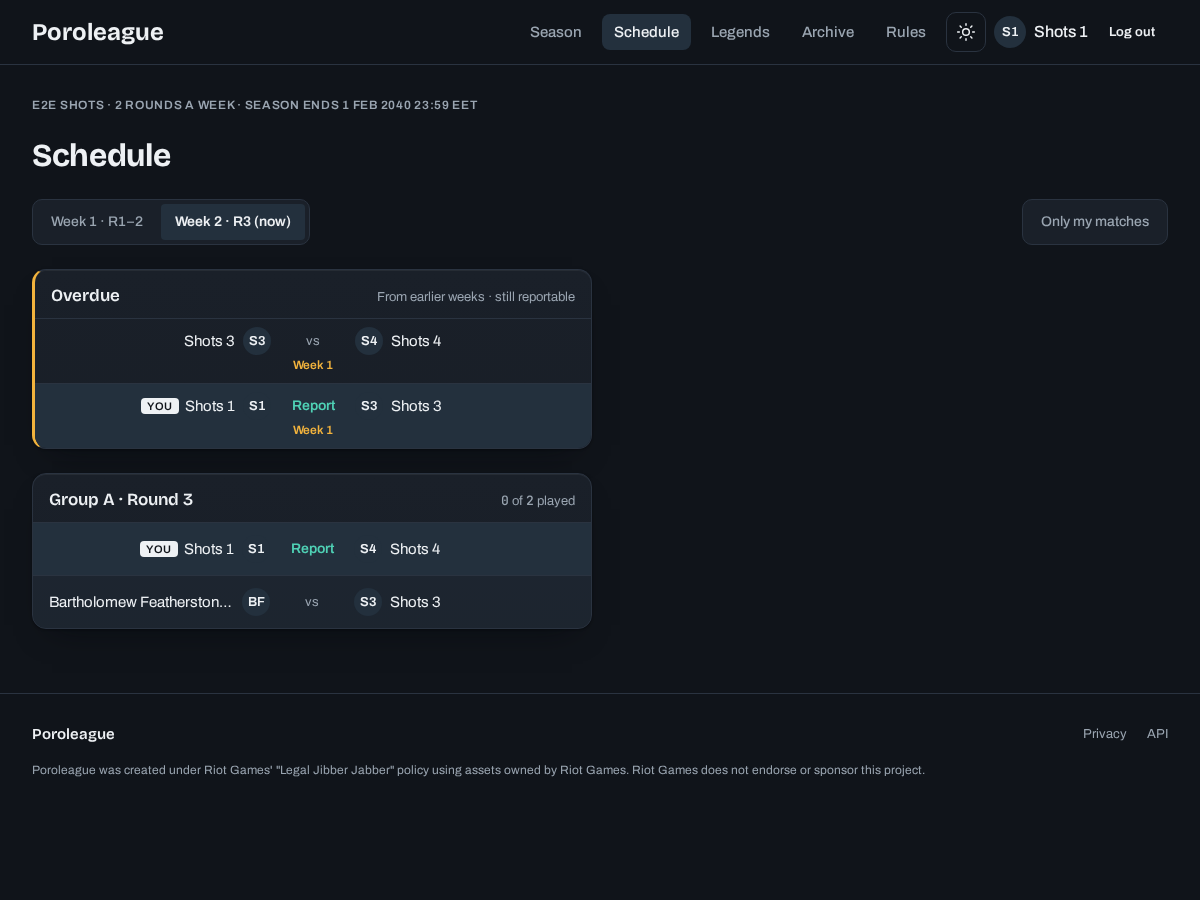 Poroleague Season Schedule Legends Archive Rules S1 Shots 1 Log out
E2E SHOTS · 2 ROUNDS A WEEK · SEASON ENDS 1 FEB 2040 23:59 EET
Schedule
Week 1 · R1–2 Week 2 · R3 (now) Only my matches
Overdue From earlier weeks · still reportable
Shots 3 S3 vs S4 Shots 4
Week 1
YOU Shots 1 S1 Report S3 Shots 3
Week 1
Group A · Round 3 0 of 2 played
YOU Shots 1 S1 Report S4 Shots 4
Bartholomew Featherston... BF vs S3 Shots 3
Poroleague Privacy API
Poroleague was created under Riot Games' "Legal Jibber Jabber" policy using assets owned by Riot Games. Riot Games does not endorse or sponsor this project.